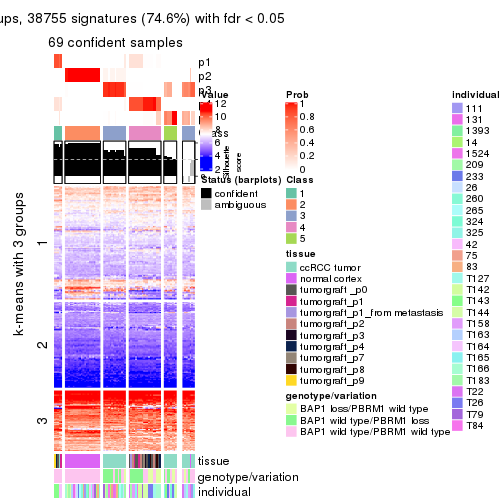 ups, 38755 signatures (74.6%) with fdr < 0.05
69 confident samples
p1
p2
p3
p4
Value
12
10
8
6
4
2
0
Class
Silhouette
score
Status (barplots)
confident
ambiguous
Prob
1
0.8
0.6
0.4
0.2
0
Class
1
2
3
4
5
tissue
ccRCC tumor
normal cortex
tumorgraft_p0
tumorgraft_p1
tumorgraft_p1_from metastasis
tumorgraft_p2
tumorgraft_p3
tumorgraft_p4
tumorgraft_p7
tumorgraft_p8
tumorgraft_p9
genotype/variation
BAP1 loss/PBRM1 wild type
BAP1 wild type/PBRM1 loss
BAP1 wild type/PBRM1 wild type
individual
111
131
1393
14
1524
209
233
26
260
265
324
325
42
75
83
T127
T142
T143
T144
T158
T163
T164
T165
T166
T183
T22
T26
T79
T84
k-means with 3 groups
1
2
3
tissue
genotype/variation
individual